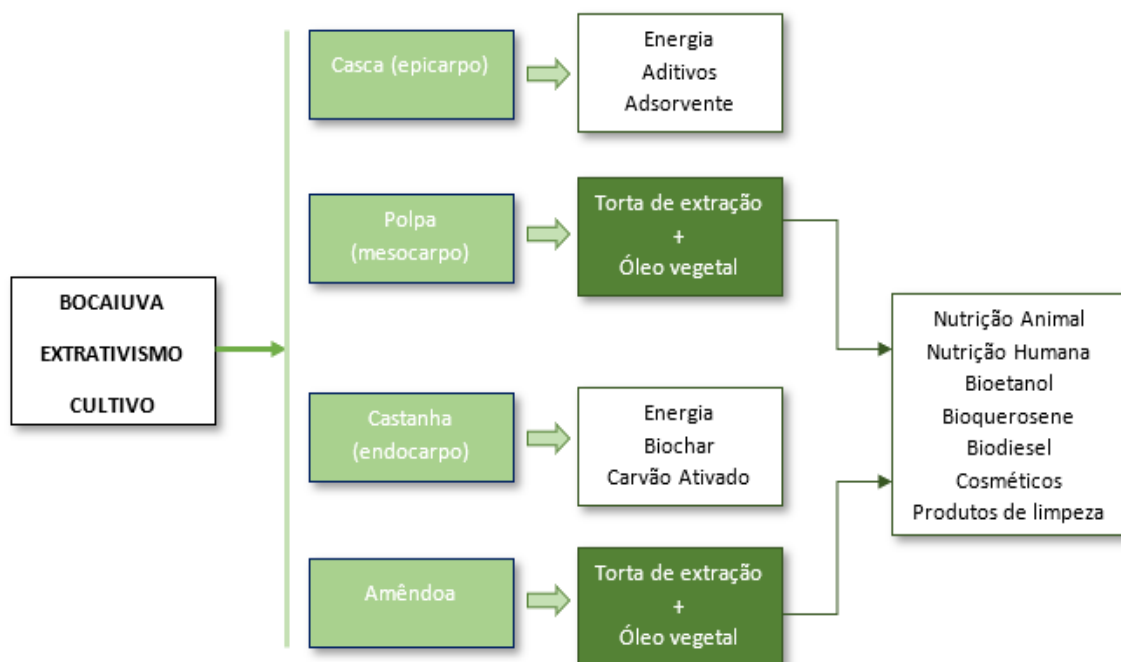 BOCAIUVA
EXTRATIVISMO
CULTIVO
Casca (epicarpo)
Energia
Aditivos
Adsorvente
Polpa
(mesocarpo)
Torta de extração
+
Óleo vegetal
Castanha
(endocarpo)
Energia
Biochar
Carvão Ativado
Amêndoa
Torta de extração
+
Óleo vegetal
Nutrição Animal
Nutrição Humana
Bioetanol
Bioquerosene
Biodiesel
Cosméticos
Produtos de limpeza